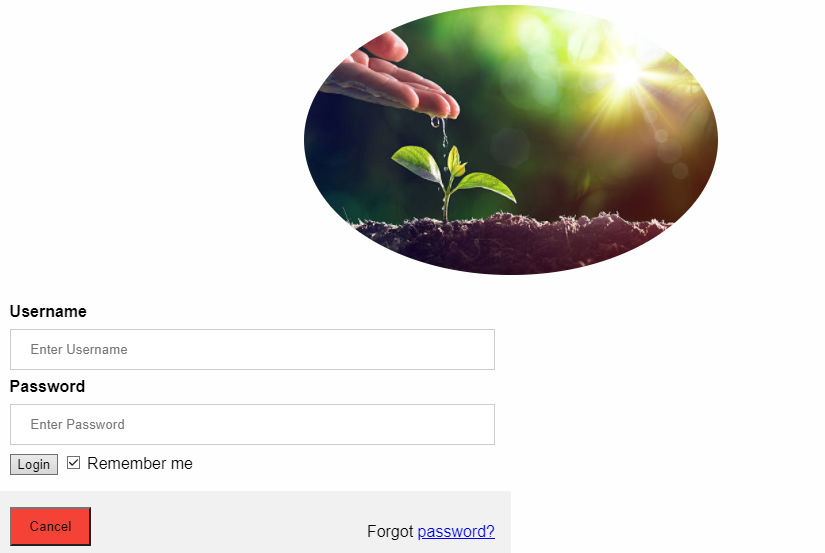 Username
Enter Username
Password
Enter Password
Login Remember me
Cancel Forgot password?